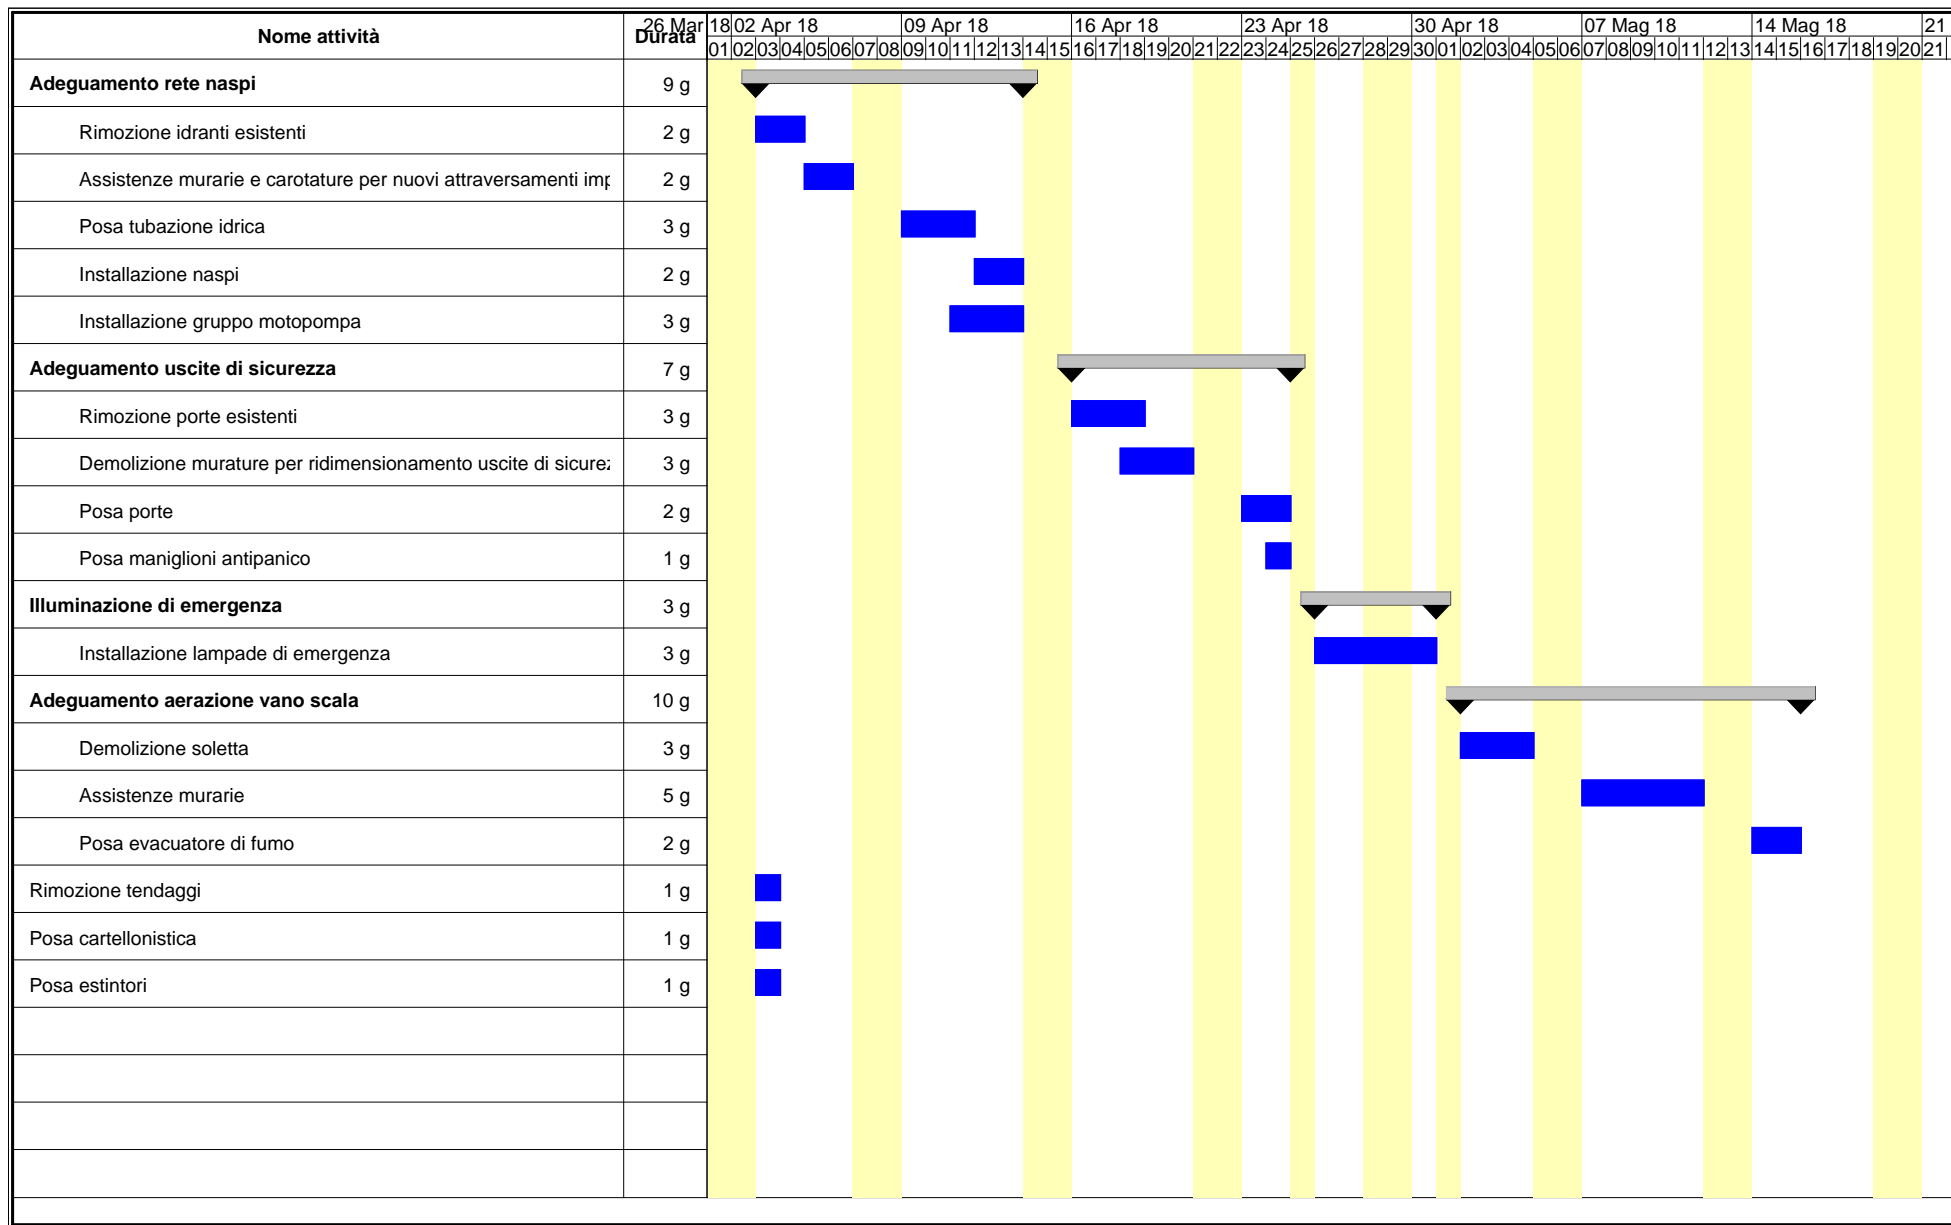 Nome attività Durata 26 Mar 18 02 Apr 18 09 Apr 18 16 Apr 18 23 Apr 18 30 Apr 18 07 Mag 18 14 Mag 18 21
01 02 03 04 05 06 07 08 09 10 11 12 13 14 15 16 17 18 19 20 21 22 23 24 25 26 27 28 29 30 01 02 03 04 05 06 07 08 09 10 11 12 13 14 15 16 17 18 19 20 21
Adeguamento rete naspi 9 g
Rimozione idranti esistenti 2 g
Assistenze murarie e carotature per nuovi attraversamenti imp 2 g
Posa tubazione idrica 3 g
Installazione naspi 2 g
Installazione gruppo motopompa 3 g
Adeguamento uscite di sicurezza 7 g
Rimozione porte esistenti 3 g
Demolizione murature per ridimensionamento uscite di sicurez 3 g
Posa porte 2 g
Posa maniglioni antipanico 1 g
Illuminazione di emergenza 3 g
Installazione lampade di emergenza 3 g
Adeguamento aerazione vano scala 10 g
Demolizione soletta 3 g
Assistenze murarie 5 g
Posa evacuatore di fumo 2 g
Rimozione tendaggi 1 g
Posa cartellonistica 1 g
Posa estintori 1 g